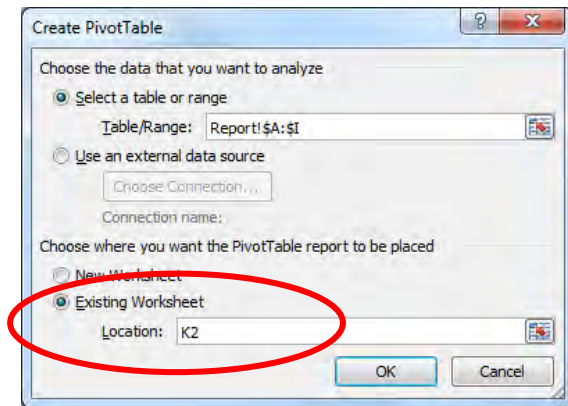 Create PivotTable
Choose the data that you want to analyze
Select a table or range
Table/Range: Report!$A:$I
Use an external data source
Choose Connection...
Connection name:
Choose where you want the PivotTable report to be placed
New Worksheet
Existing Worksheet
Location: K2
OK Cancel